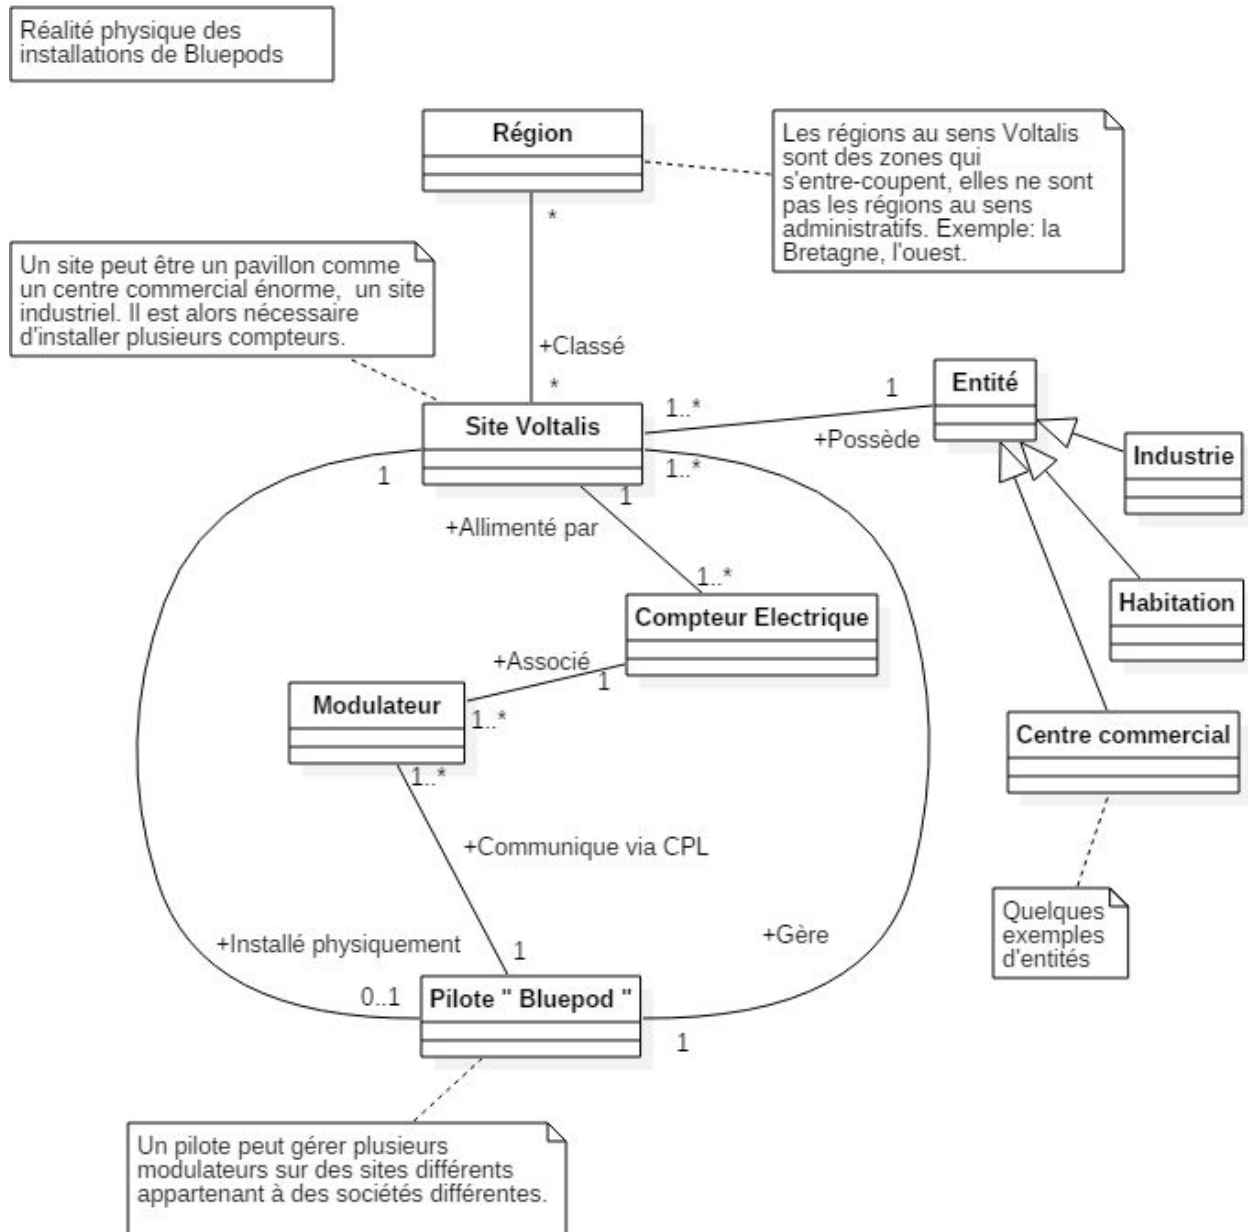 Réalité physique des
installations de Bluepods
Région
Les régions au sens Voltalis
sont des zones qui
s'entre-coupent, elles ne sont
pas les régions au sens
administratifs. Exemple: la
Bretagne, l'ouest.
*
Un site peut être un pavillon comme
un centre commercial énorme, un site
industriel. Il est alors nécessaire
d'installer plusieurs compteurs.
+Classé
*
Entité
1..*
1
+Possède
Site Voltalis
1
1..*
1
Industrie
+Allimenté par
1..*
Compteur Electrique
Habitation
+Associé
1
Modulateur
1..*
1..*
Centre commercial
+Communique via CPL
Quelques
exemples
d'entités
+Installé physiquement
1
+Gère
0..1
Pilote " Bluepod "
1
Un pilote peut gérer plusieurs
modulateurs sur des sites différents
appartenant à des sociétés différentes.